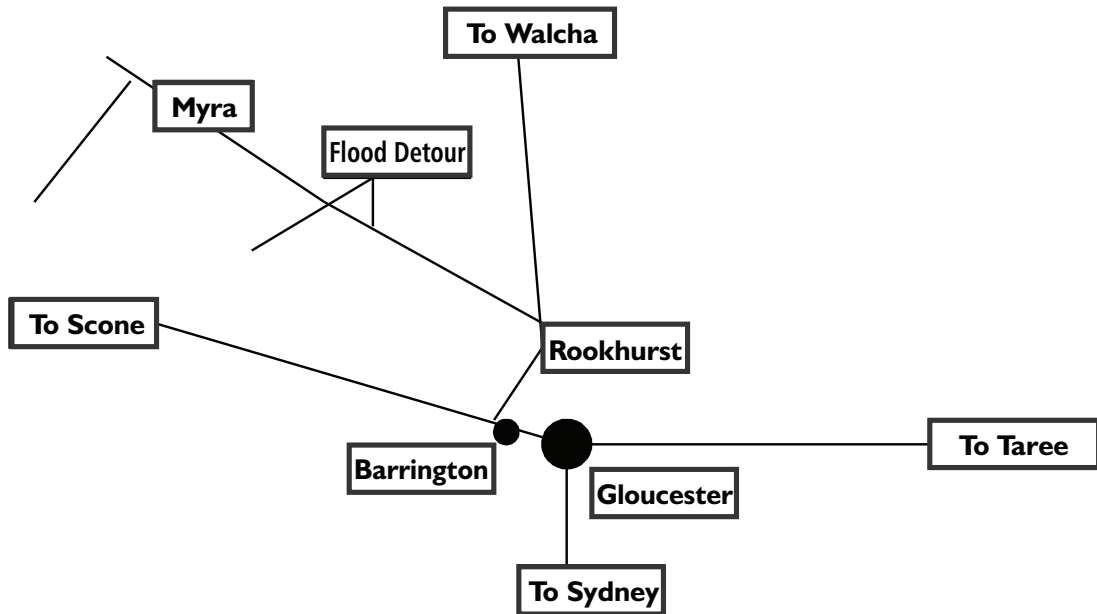 To Walcha
Myra
Flood Detour
To Scone
Rookhurst
Barrington
To Taree
Gloucester
To Sydney